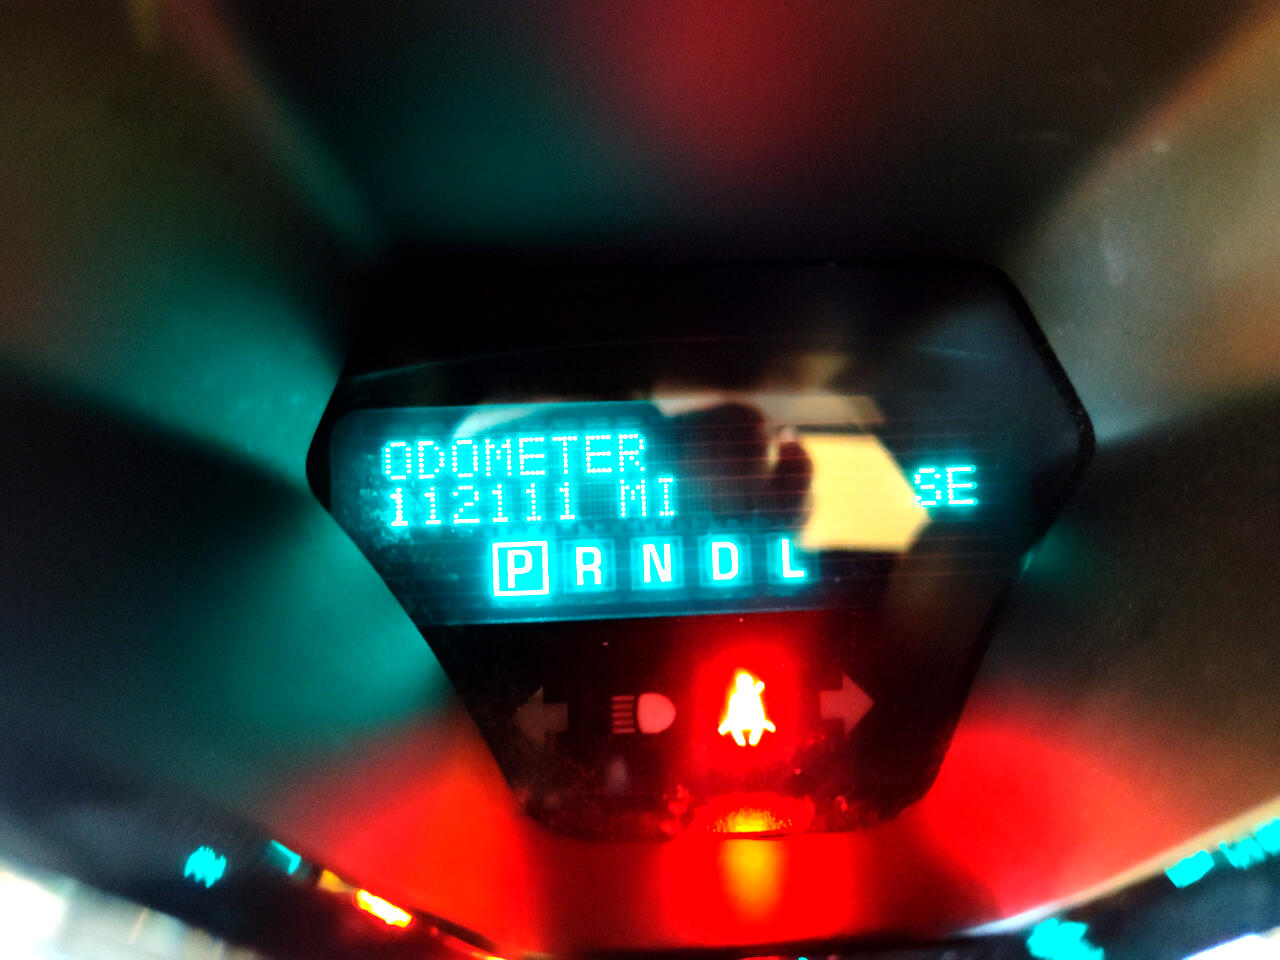 ODOMETER
112111 MI SE
P R N D L